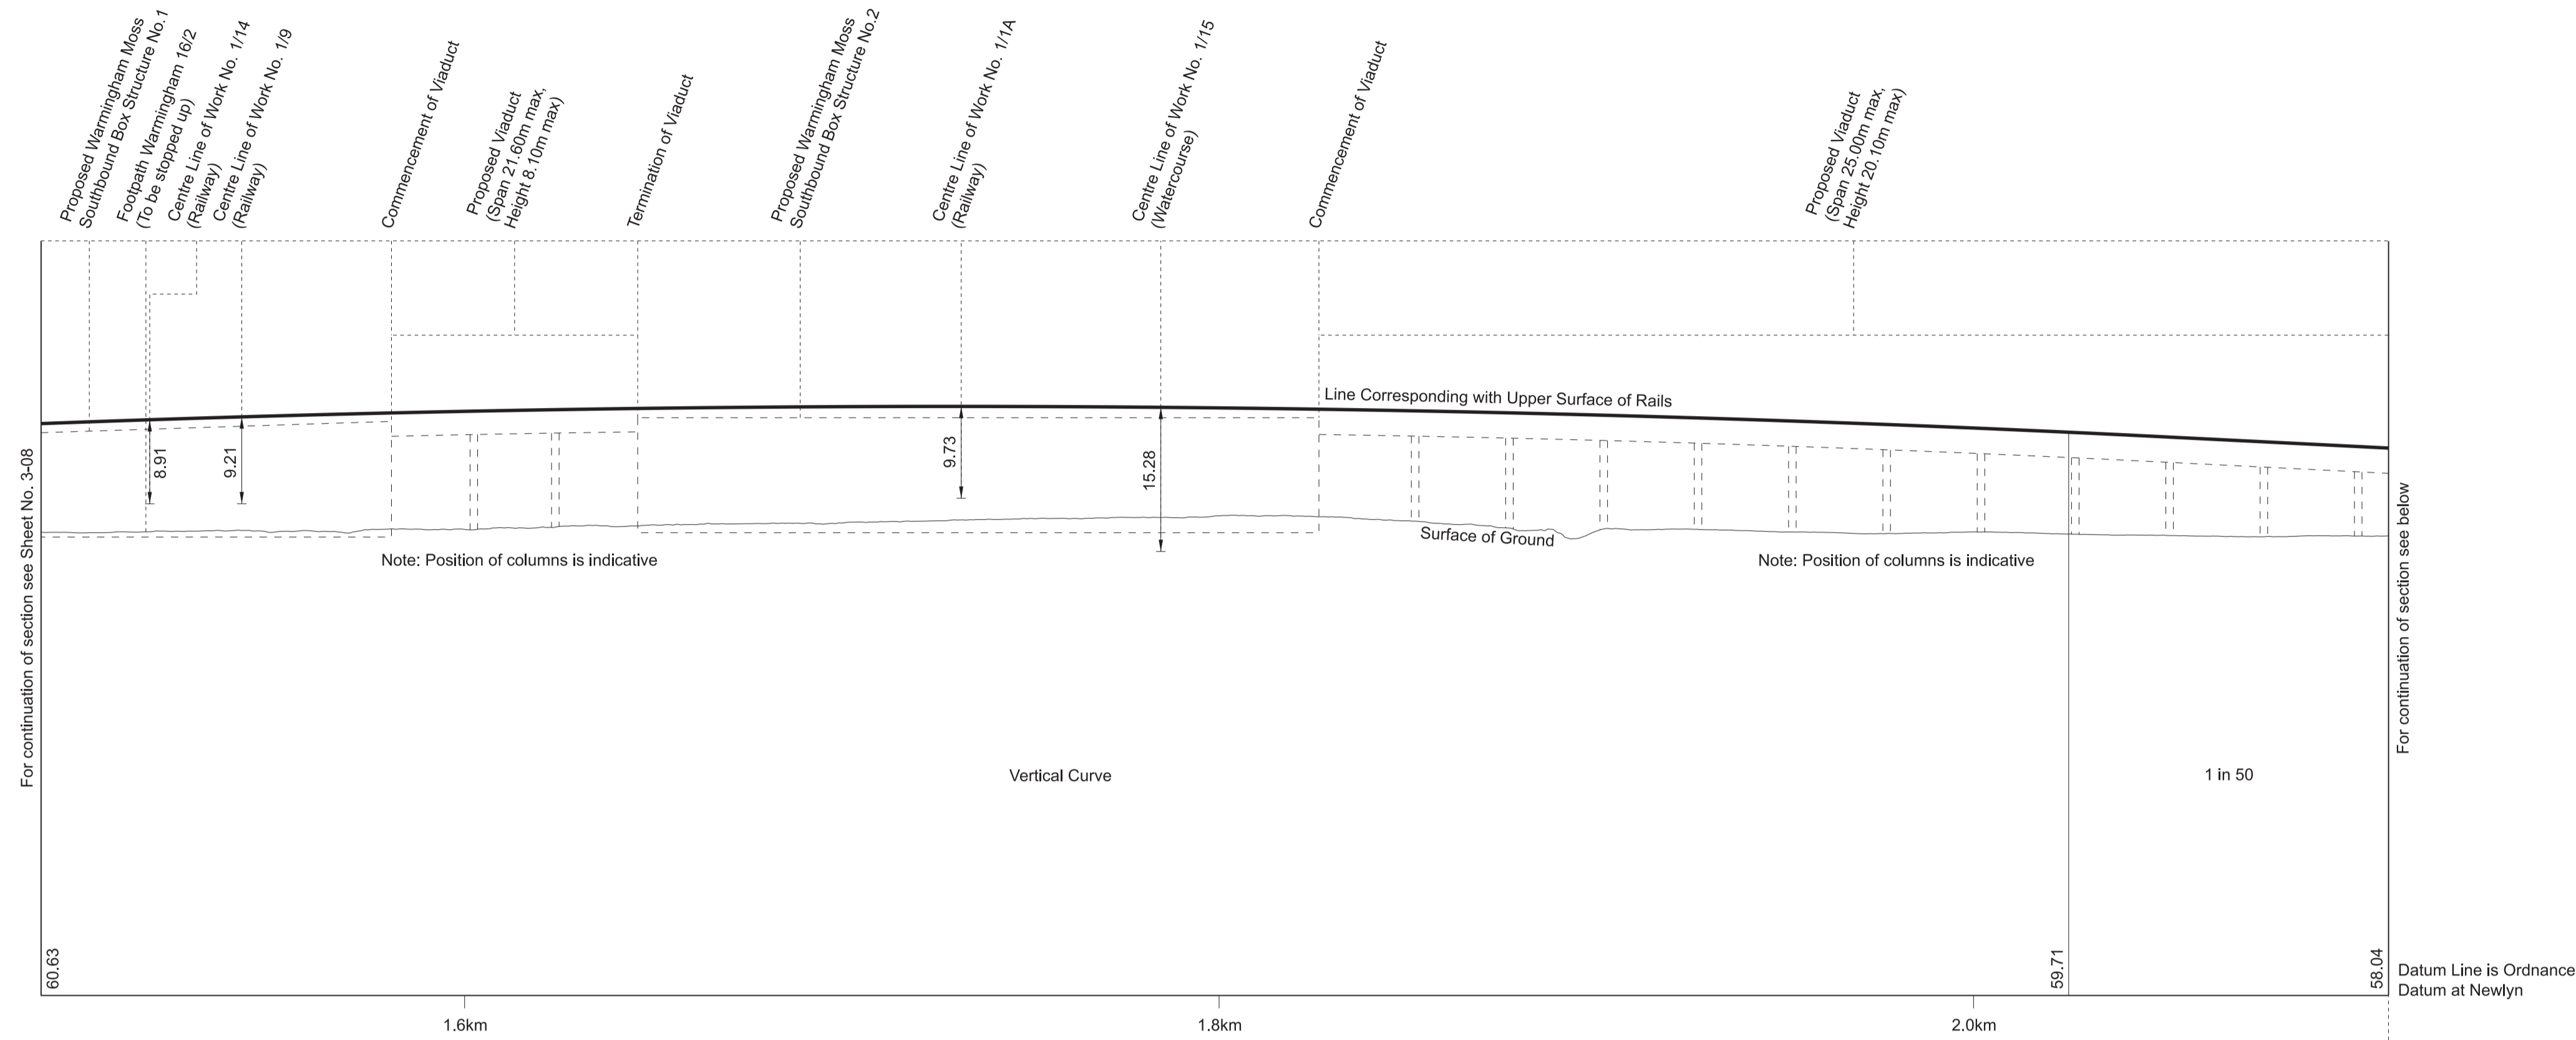 Proposed Warmingham Moss
Southbound Box Structure No.1
Footpath Warmingham 16/2
(To be stopped up)
Centre Line of Work No. 1/14
(Railway)
Centre Line of Work No. 1/9
(Railway)
Commencement of Viaduct
Proposed Viaduct
(Span 21.60m max,
Height 8.10m max)
Termination of Viaduct
Proposed Warmingham Moss
Southbound Box Structure No.2
Centre Line of Work No. 1/1A
(Railway)
Centre Line of Work No. 1/15
(Watercourse)
Commencement of Viaduct
Proposed Viaduct
(Span 25.00m max,
Height 20.10m max)
Line Corresponding with Upper Surface of Rails
8.91
9.21
9.73
15.28
Surface of Ground
Note: Position of columns is indicative
Note: Position of columns is indicative
For continuation of section see Sheet No. 3-08
For continuation of section see below
Vertical Curve
1 in 50
60.63
59.71
58.04
Datum Line is Ordnance
Datum at Newlyn
1.6km
1.8km
2.0km